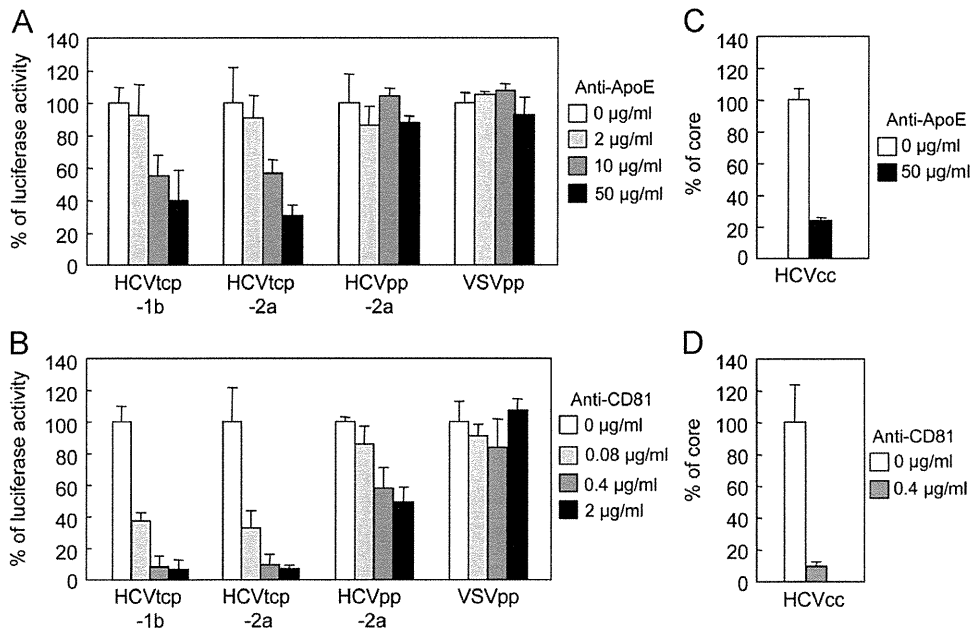 A
% of luciferase activity
140
120
100
80
60
40
20
0
HCVtcp
-1b
HCVtcp
-2a
HCVpp
-2a
VSVpp
Anti-ApoE
0 µg/ml
2 µg/ml
10 µg/ml
50 µg/ml
C
% of core
140
120
100
80
60
40
20
0
HCVcc
Anti-ApoE
0 µg/ml
50 µg/ml
B
% of luciferase activity
140
120
100
80
60
40
20
0
HCVtcp
-1b
HCVtcp
-2a
HCVpp
-2a
VSVpp
Anti-CD81
0 µg/ml
0.08 µg/ml
0.4 µg/ml
2 µg/ml
D
% of core
140
120
100
80
60
40
20
0
HCVcc
Anti-CD81
0 µg/ml
0.4 µg/ml